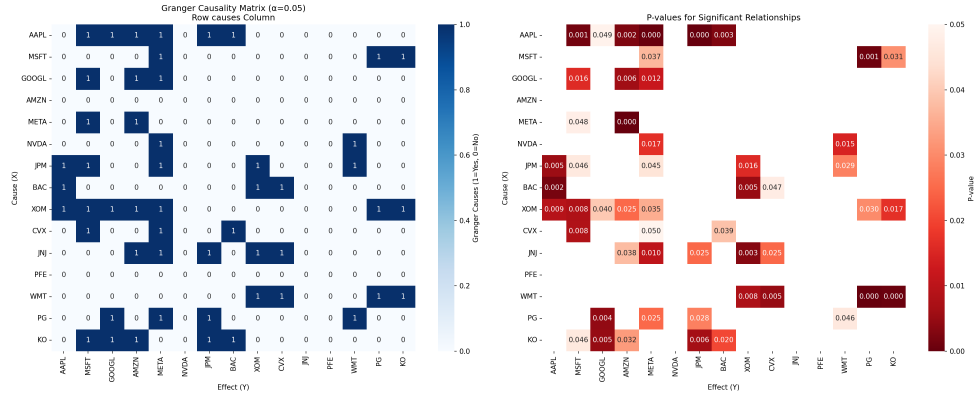 Granger Causality Matrix (α=0.05)
Row causes Column
AAPL 0 1 1 1 1 0 1 1 0 0 0 0 0 0 0
MSFT 0 0 0 0 1 0 0 0 0 0 0 0 0 1 1
GOOGL 0 1 0 1 1 0 0 0 0 0 0 0 0 0 0
AMZN 0 0 0 0 0 0 0 0 0 0 0 0 0 0 0
META 0 1 0 1 0 0 0 0 0 0 0 0 0 0 0
NVDA 0 0 0 0 1 0 0 0 0 0 0 0 1 0 0
JPM 1 1 0 0 1 0 0 0 1 0 0 0 1 0 0
BAC 1 0 0 0 0 0 0 0 1 1 0 0 0 0 0
XOM 1 1 1 1 1 0 0 0 0 0 0 0 0 1 1
CVX 0 1 0 0 1 0 0 1 0 0 0 0 0 0 0
JNJ 0 0 0 1 1 0 1 0 1 1 0 0 0 0 0
PFE 0 0 0 0 0 0 0 0 0 0 0 0 0 0 0
WMT 0 0 0 0 0 0 0 0 1 1 0 0 0 1 1
PG 0 0 1 0 1 0 1 0 0 0 0 0 1 0 0
KO 0 1 1 1 1 0 1 1 0 0 0 0 0 0 0
AAPL MSFT GOOGL AMZN META NVDA JPM BAC XOM CVX JNJ PFE WMT PG KO
Effect (Y)
Cause (X)
1.0
0.8
0.6
0.4
0.2
0.0
Granger Causes (1=Yes, 0=No)
P-values for Significant Relationships
AAPL 0.001 0.049 0.002 0.000 0.000 0.003
MSFT 0.037 0.001 0.031
GOOGL 0.016 0.006 0.012
AMZN
META 0.048 0.000
NVDA 0.017 0.015
JPM 0.005 0.046 0.045 0.016 0.029
BAC 0.002 0.005 0.047
XOM 0.009 0.008 0.040 0.025 0.035 0.030 0.017
CVX 0.008 0.050 0.039
JNJ 0.038 0.010 0.025 0.003 0.025
PFE
WMT 0.008 0.005 0.000 0.000
PG 0.004 0.025 0.028 0.046
KO 0.046 0.005 0.032 0.006 0.020
AAPL MSFT GOOGL AMZN META NVDA JPM BAC XOM CVX JNJ PFE WMT PG KO
Effect (Y)
Cause (X)
0.05
0.04
0.03
0.02
0.01
0.00
P-value